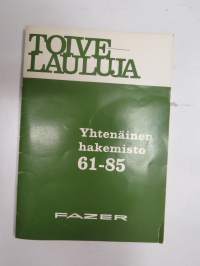 TOIVE-
LAULUJA
Yhtenäinen
hakemisto
61-85
FAZER